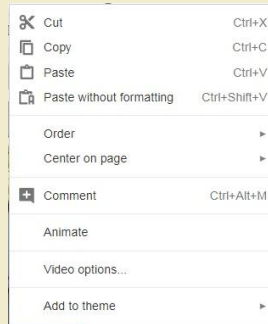 Cut Ctrl+X
Copy Ctrl+C
Paste Ctrl+V
Paste without formatting Ctrl+Shift+V
Order
Center on page
Comment Ctrl+Alt+M
Animate
Video options...
Add to theme